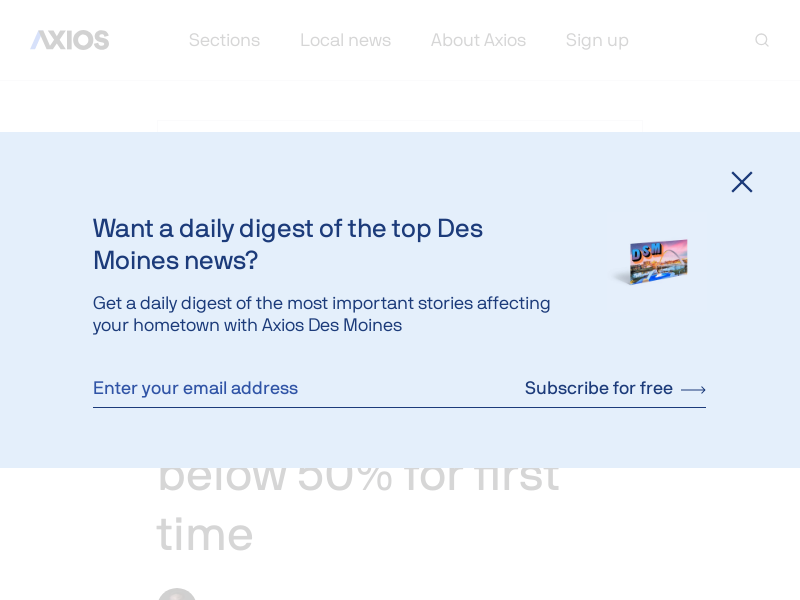 AXIOS
Sections
Local news
About Axios
Sign up
Want a daily digest of the top Des
Moines news?
DSM
Get a daily digest of the most important stories affecting
your hometown with Axios Des Moines
Enter your email address
Subscribe for free
below 50% for first
time